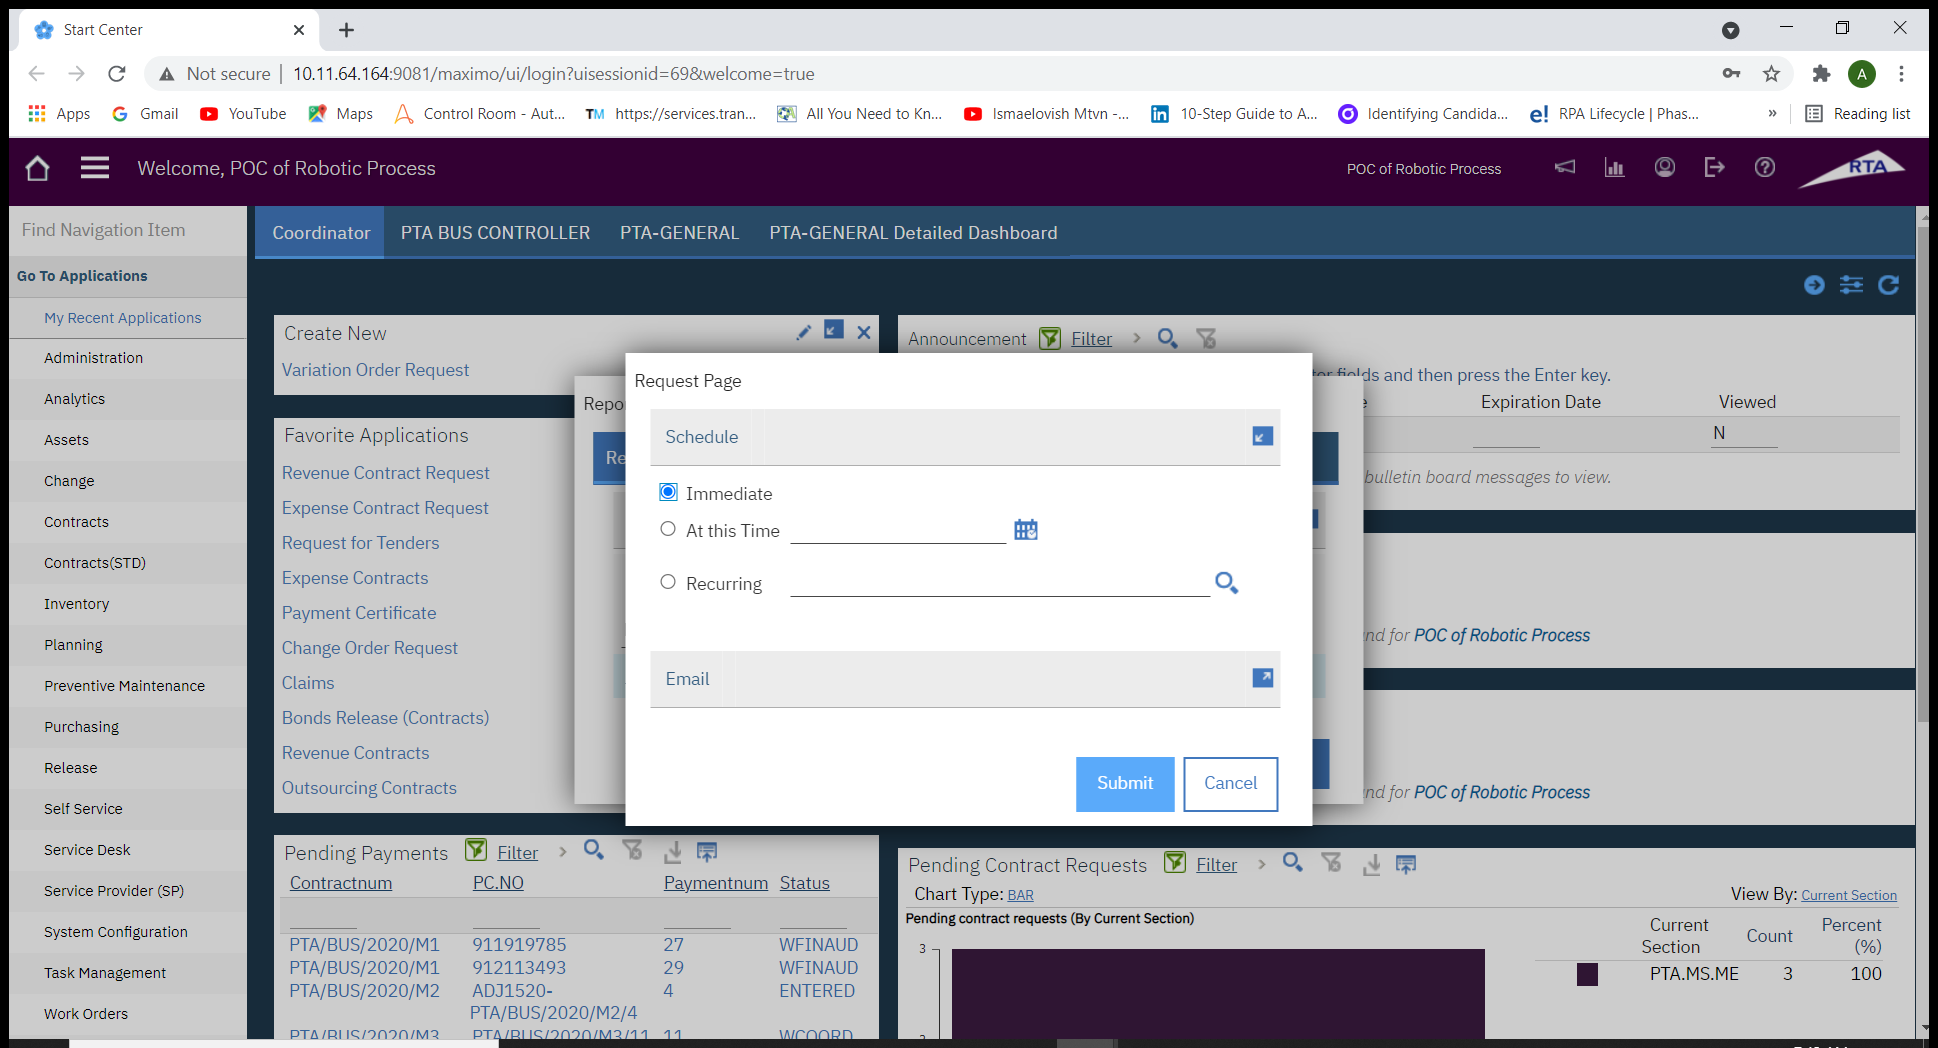 Start Center
Not secure | 10.11.64.164:9081/maximo/ui/login?uisessionid=69&welcome=true
A
Apps
Gmail
YouTube
Maps
Control Room - Aut...
TM https://services.tran...
All You Need to Kn...
Ismaelovish Mtvn -...
10-Step Guide to A...
Identifying Candida...
e! RPA Lifecycle | Phas...
»
Reading list
Welcome, POC of Robotic Process
POC of Robotic Process
RTA
Find Navigation Item
Go To Applications
My Recent Applications
Administration
Analytics
Assets
Change
Contracts
Contracts(STD)
Inventory
Planning
Preventive Maintenance
Purchasing
Release
Self Service
Service Desk
Service Provider (SP)
System Configuration
Task Management
Work Orders
Coordinator
PTA BUS CONTROLLER
PTA-GENERAL
PTA-GENERAL Detailed Dashboard
Create New
Variation Order Request
Favorite Applications
Revenue Contract Request
Expense Contract Request
Request for Tenders
Expense Contracts
Payment Certificate
Change Order Request
Claims
Bonds Release (Contracts)
Revenue Contracts
Outsourcing Contracts
Announcement Filter
fields and then press the Enter key.
Expiration Date Viewed
N
bulletin board messages to view.
Repo
Re
Request Page
Schedule
Immediate
At this Time
Recurring
Email
Submit
Cancel
for POC of Robotic Process
for POC of Robotic Process
Pending Payments Filter
Contractnum PC.NO Paymentnum Status
PTA/BUS/2020/M1 911919785 27 WFINAUD
PTA/BUS/2020/M1 912113493 29 WFINAUD
PTA/BUS/2020/M2 ADJ1520- 4 ENTERED
PTA/BUS/2020/M2/4
PTA/BUS/2020/M3 PTA/BUS/2020/M3/11 11 WCOORD
Pending Contract Requests Filter
Chart Type: BAR
View By: Current Section
Pending contract requests (By Current Section)
3
Current Section Count Percent (%)
PTA.MS.ME 3 100